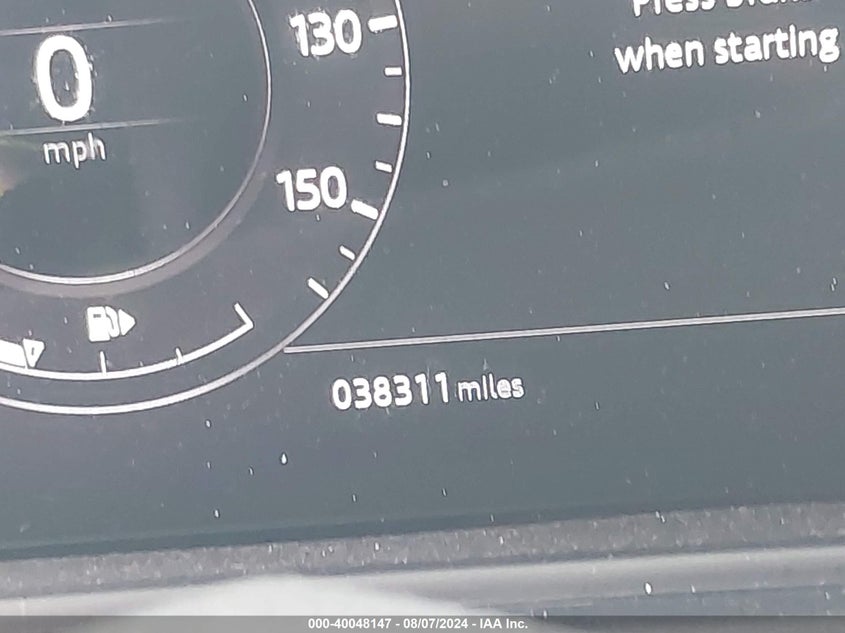 130
when starting
0
mph
150
038311 miles
000-40048147 - 08/07/2024 - IAA Inc.